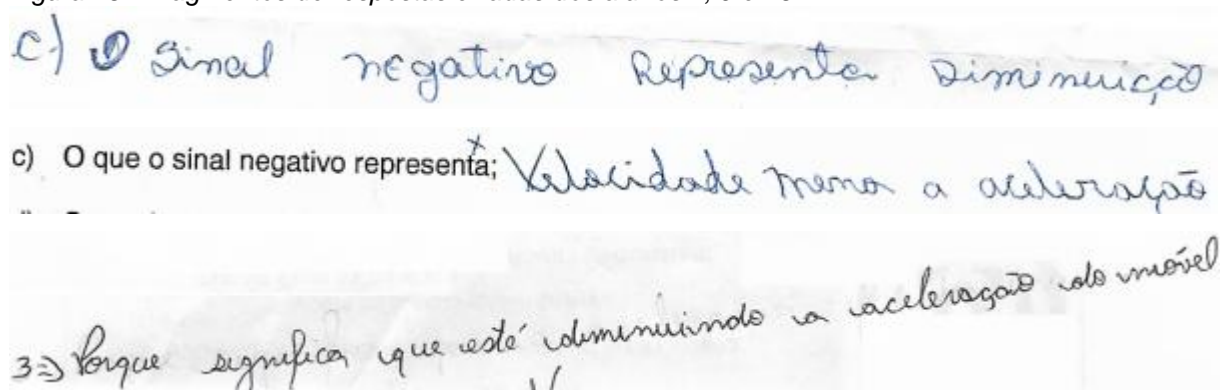 c) O Sinal negativo Representa Diminuição
c) O que o sinal negativo representa; Velocidade menor a aceleração
3=> Porque significa que está diminuindo a aceleração do móvel